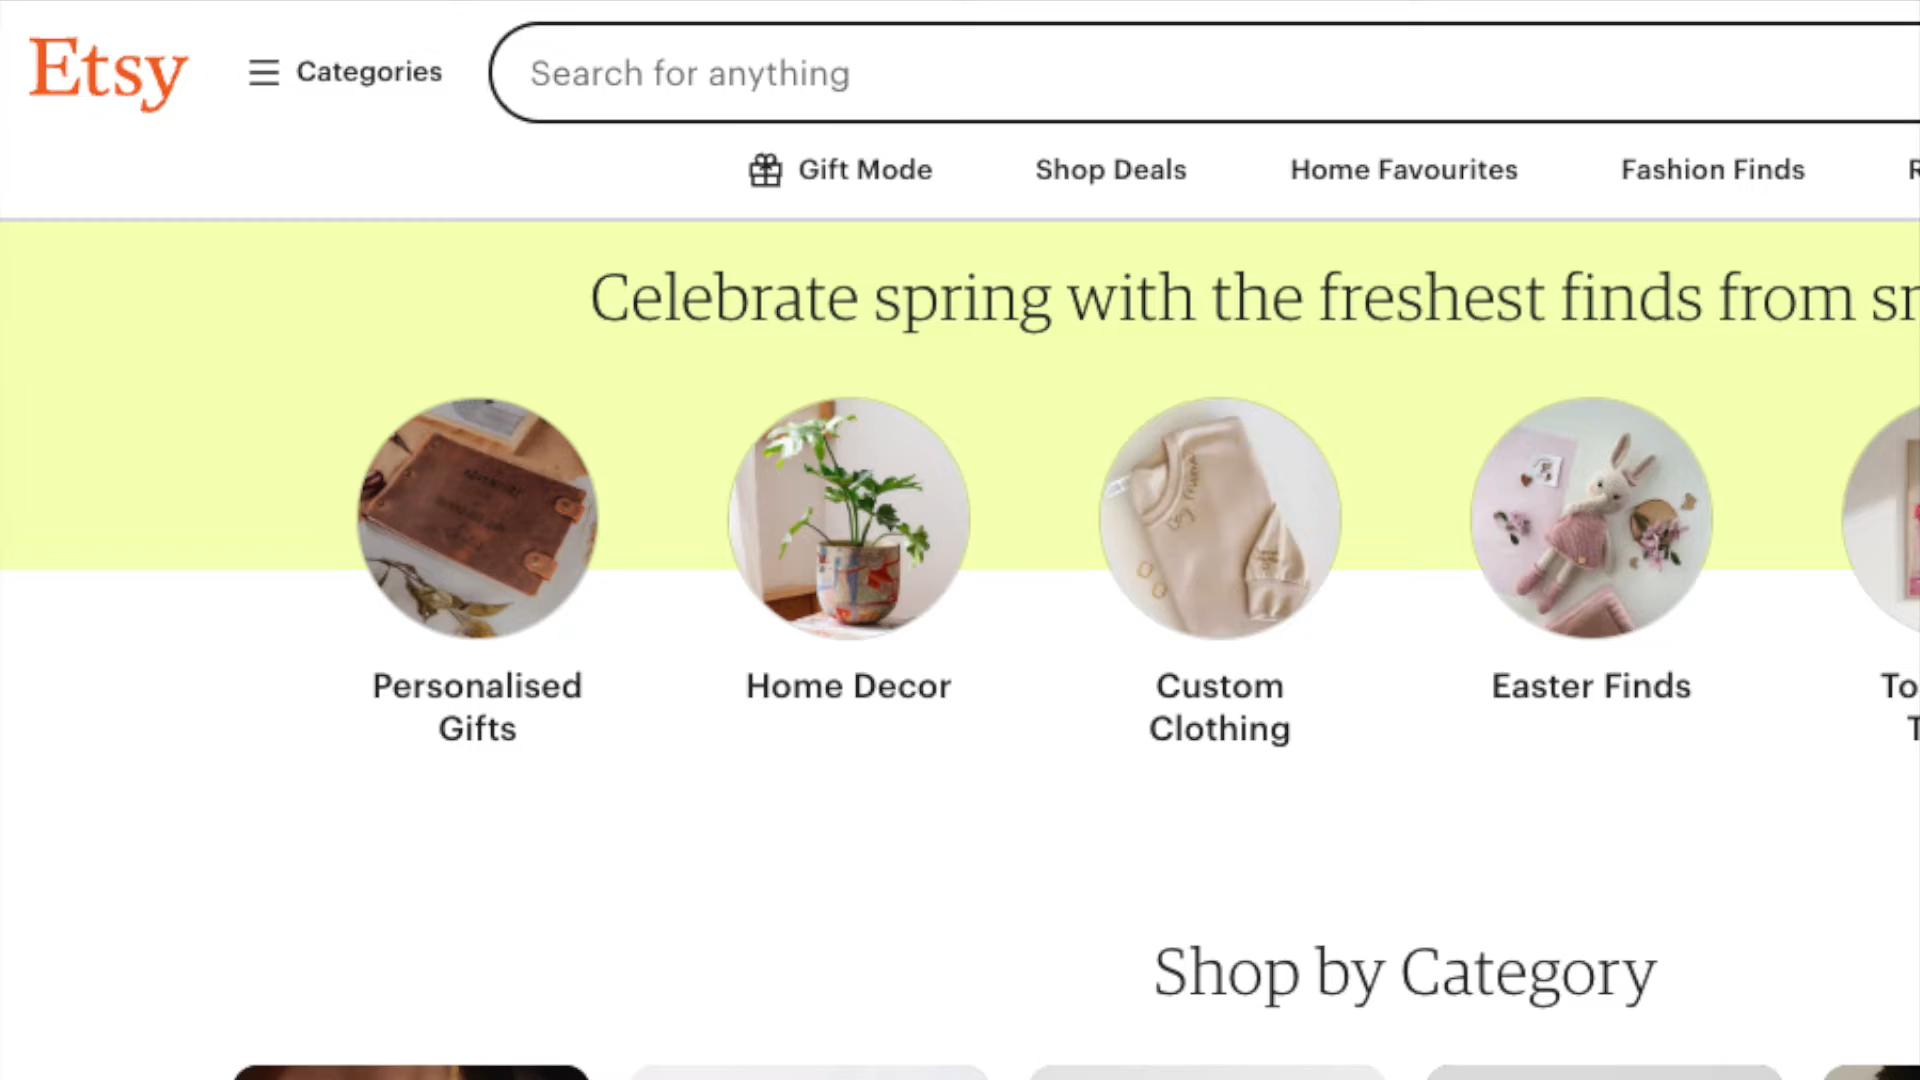 Etsy
Categories
Search for anything
Gift Mode
Shop Deals
Home Favourites
Fashion Finds
Celebrate spring with the freshest finds from
Personalised
Gifts
Home Decor
Custom
Clothing
Easter Finds
Shop by Category